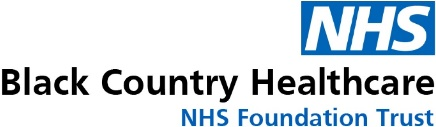 NHS
Black Country Healthcare
NHS Foundation Trust